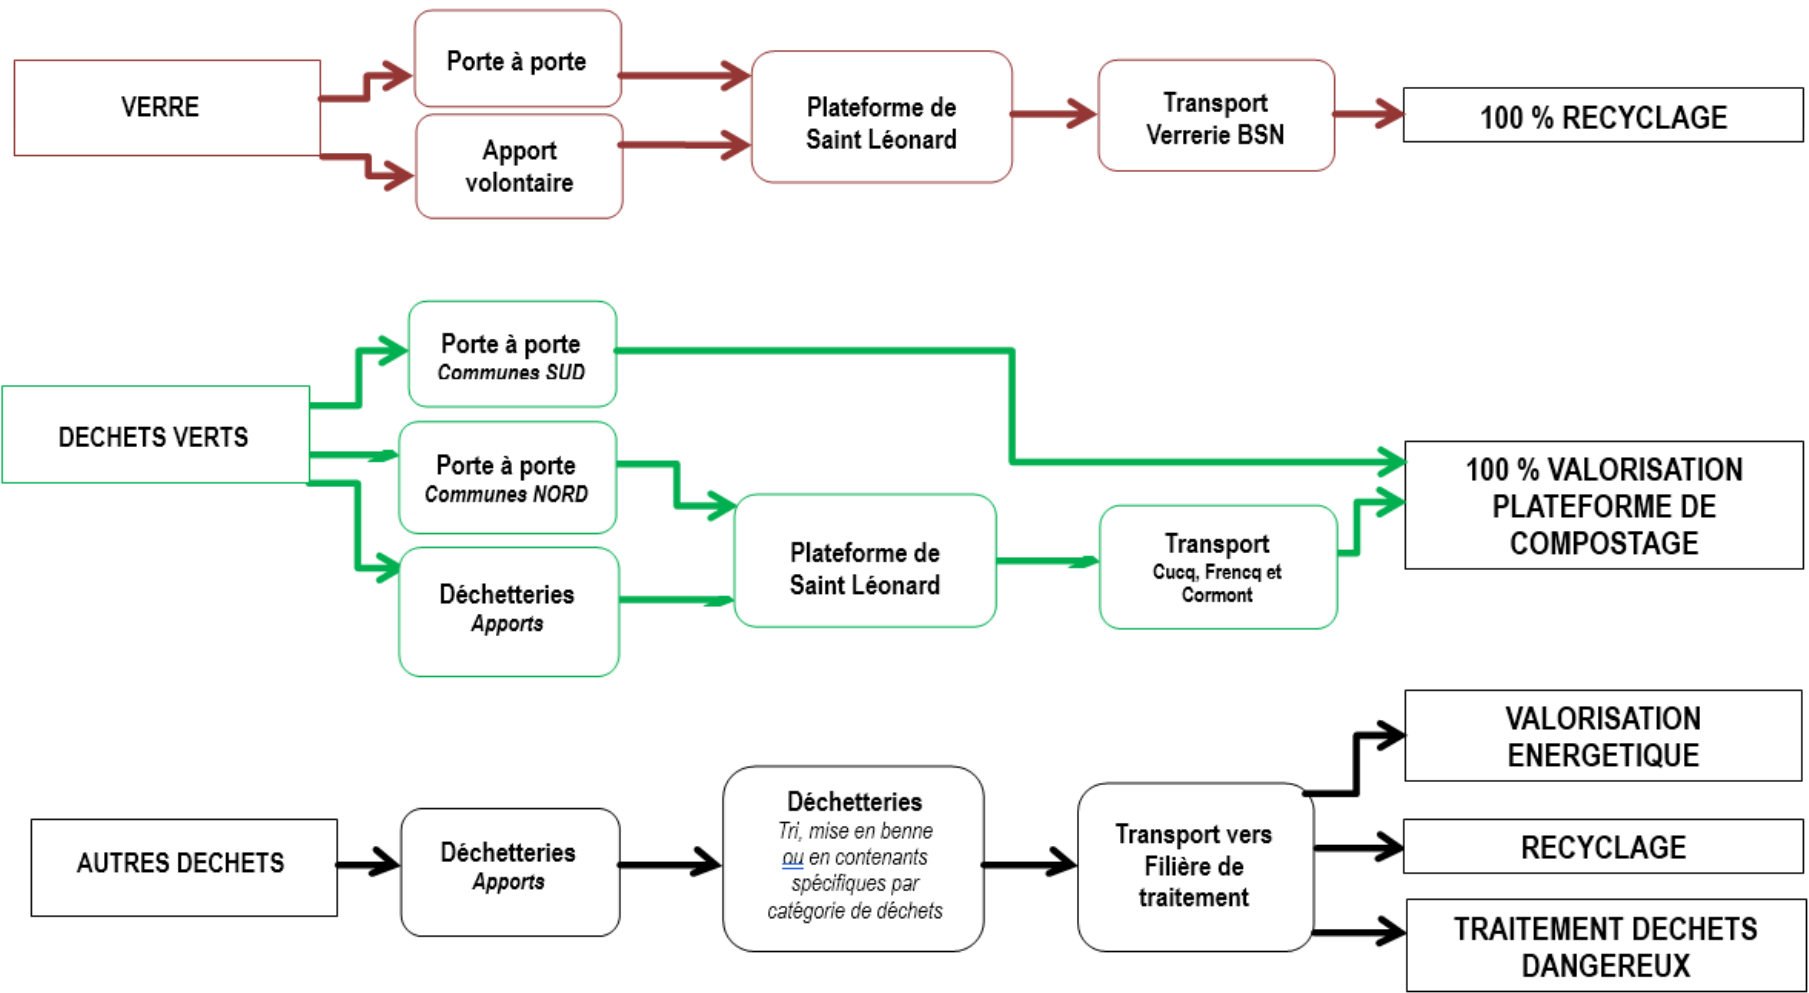 VERRE
Porte à porte
Apport
volontaire
Plateforme de
Saint Léonard
Transport
Verrerie BSN
100 % RECYCLAGE
DECHETS VERTS
Porte à porte
Communes SUD
Porte à porte
Communes NORD
Déchetteries
Apports
Plateforme de
Saint Léonard
Transport
Cucq, Frencq et
Cormont
100 % VALORISATION
PLATEFORME DE
COMPOSTAGE
AUTRES DECHETS
Déchetteries
Apports
Déchetteries
Tri, mise en benne
ou en contenants
spécifiques par
catégorie de déchets
Transport vers
Filière de
traitement
VALORISATION
ENERGETIQUE
RECYCLAGE
TRAITEMENT DECHETS
DANGEREUX